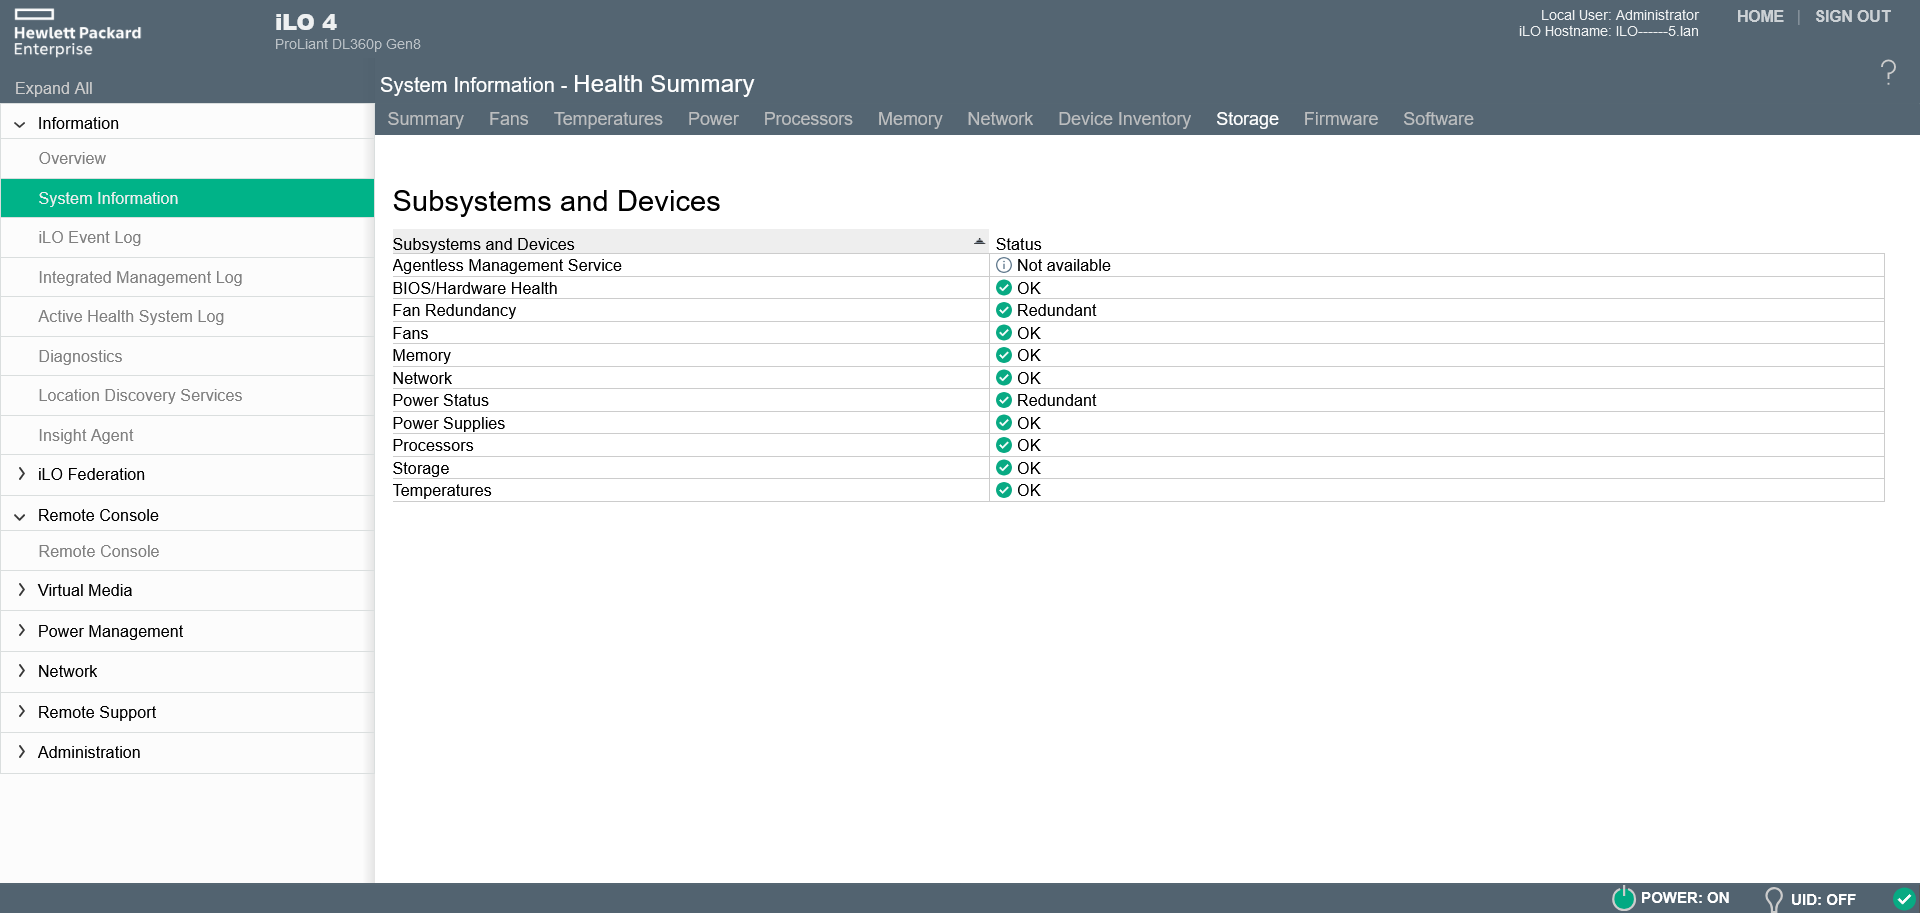 Hewlett Packard
Enterprise
iLO 4
ProLiant DL360p Gen8
Local User: Administrator
iLO Hostname: ILO------5.lan
HOME | SIGN OUT
?
Expand All
System Information - Health Summary
Summary Fans Temperatures Power Processors Memory Network Device Inventory Storage Firmware Software
Information
Overview
System Information
iLO Event Log
Integrated Management Log
Active Health System Log
Diagnostics
Location Discovery Services
Insight Agent
iLO Federation
Remote Console
Remote Console
Virtual Media
Power Management
Network
Remote Support
Administration
Subsystems and Devices
Subsystems and Devices Status
Agentless Management Service Not available
BIOS/Hardware Health OK
Fan Redundancy Redundant
Fans OK
Memory OK
Network OK
Power Status Redundant
Power Supplies OK
Processors OK
Storage OK
Temperatures OK
POWER: ON UID: OFF